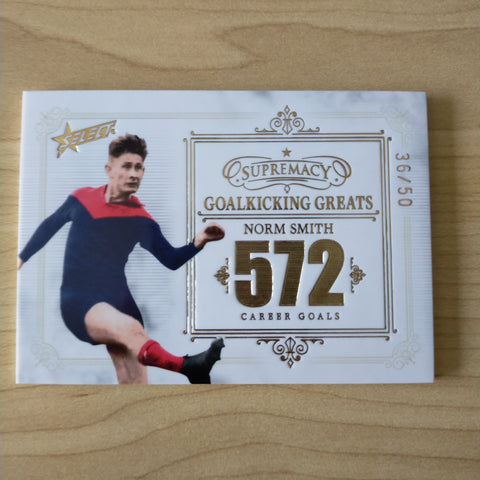 SELECT
SUPREMACY
GOALKICKING GREATS
NORM SMITH
572
CAREER GOALS
36/50